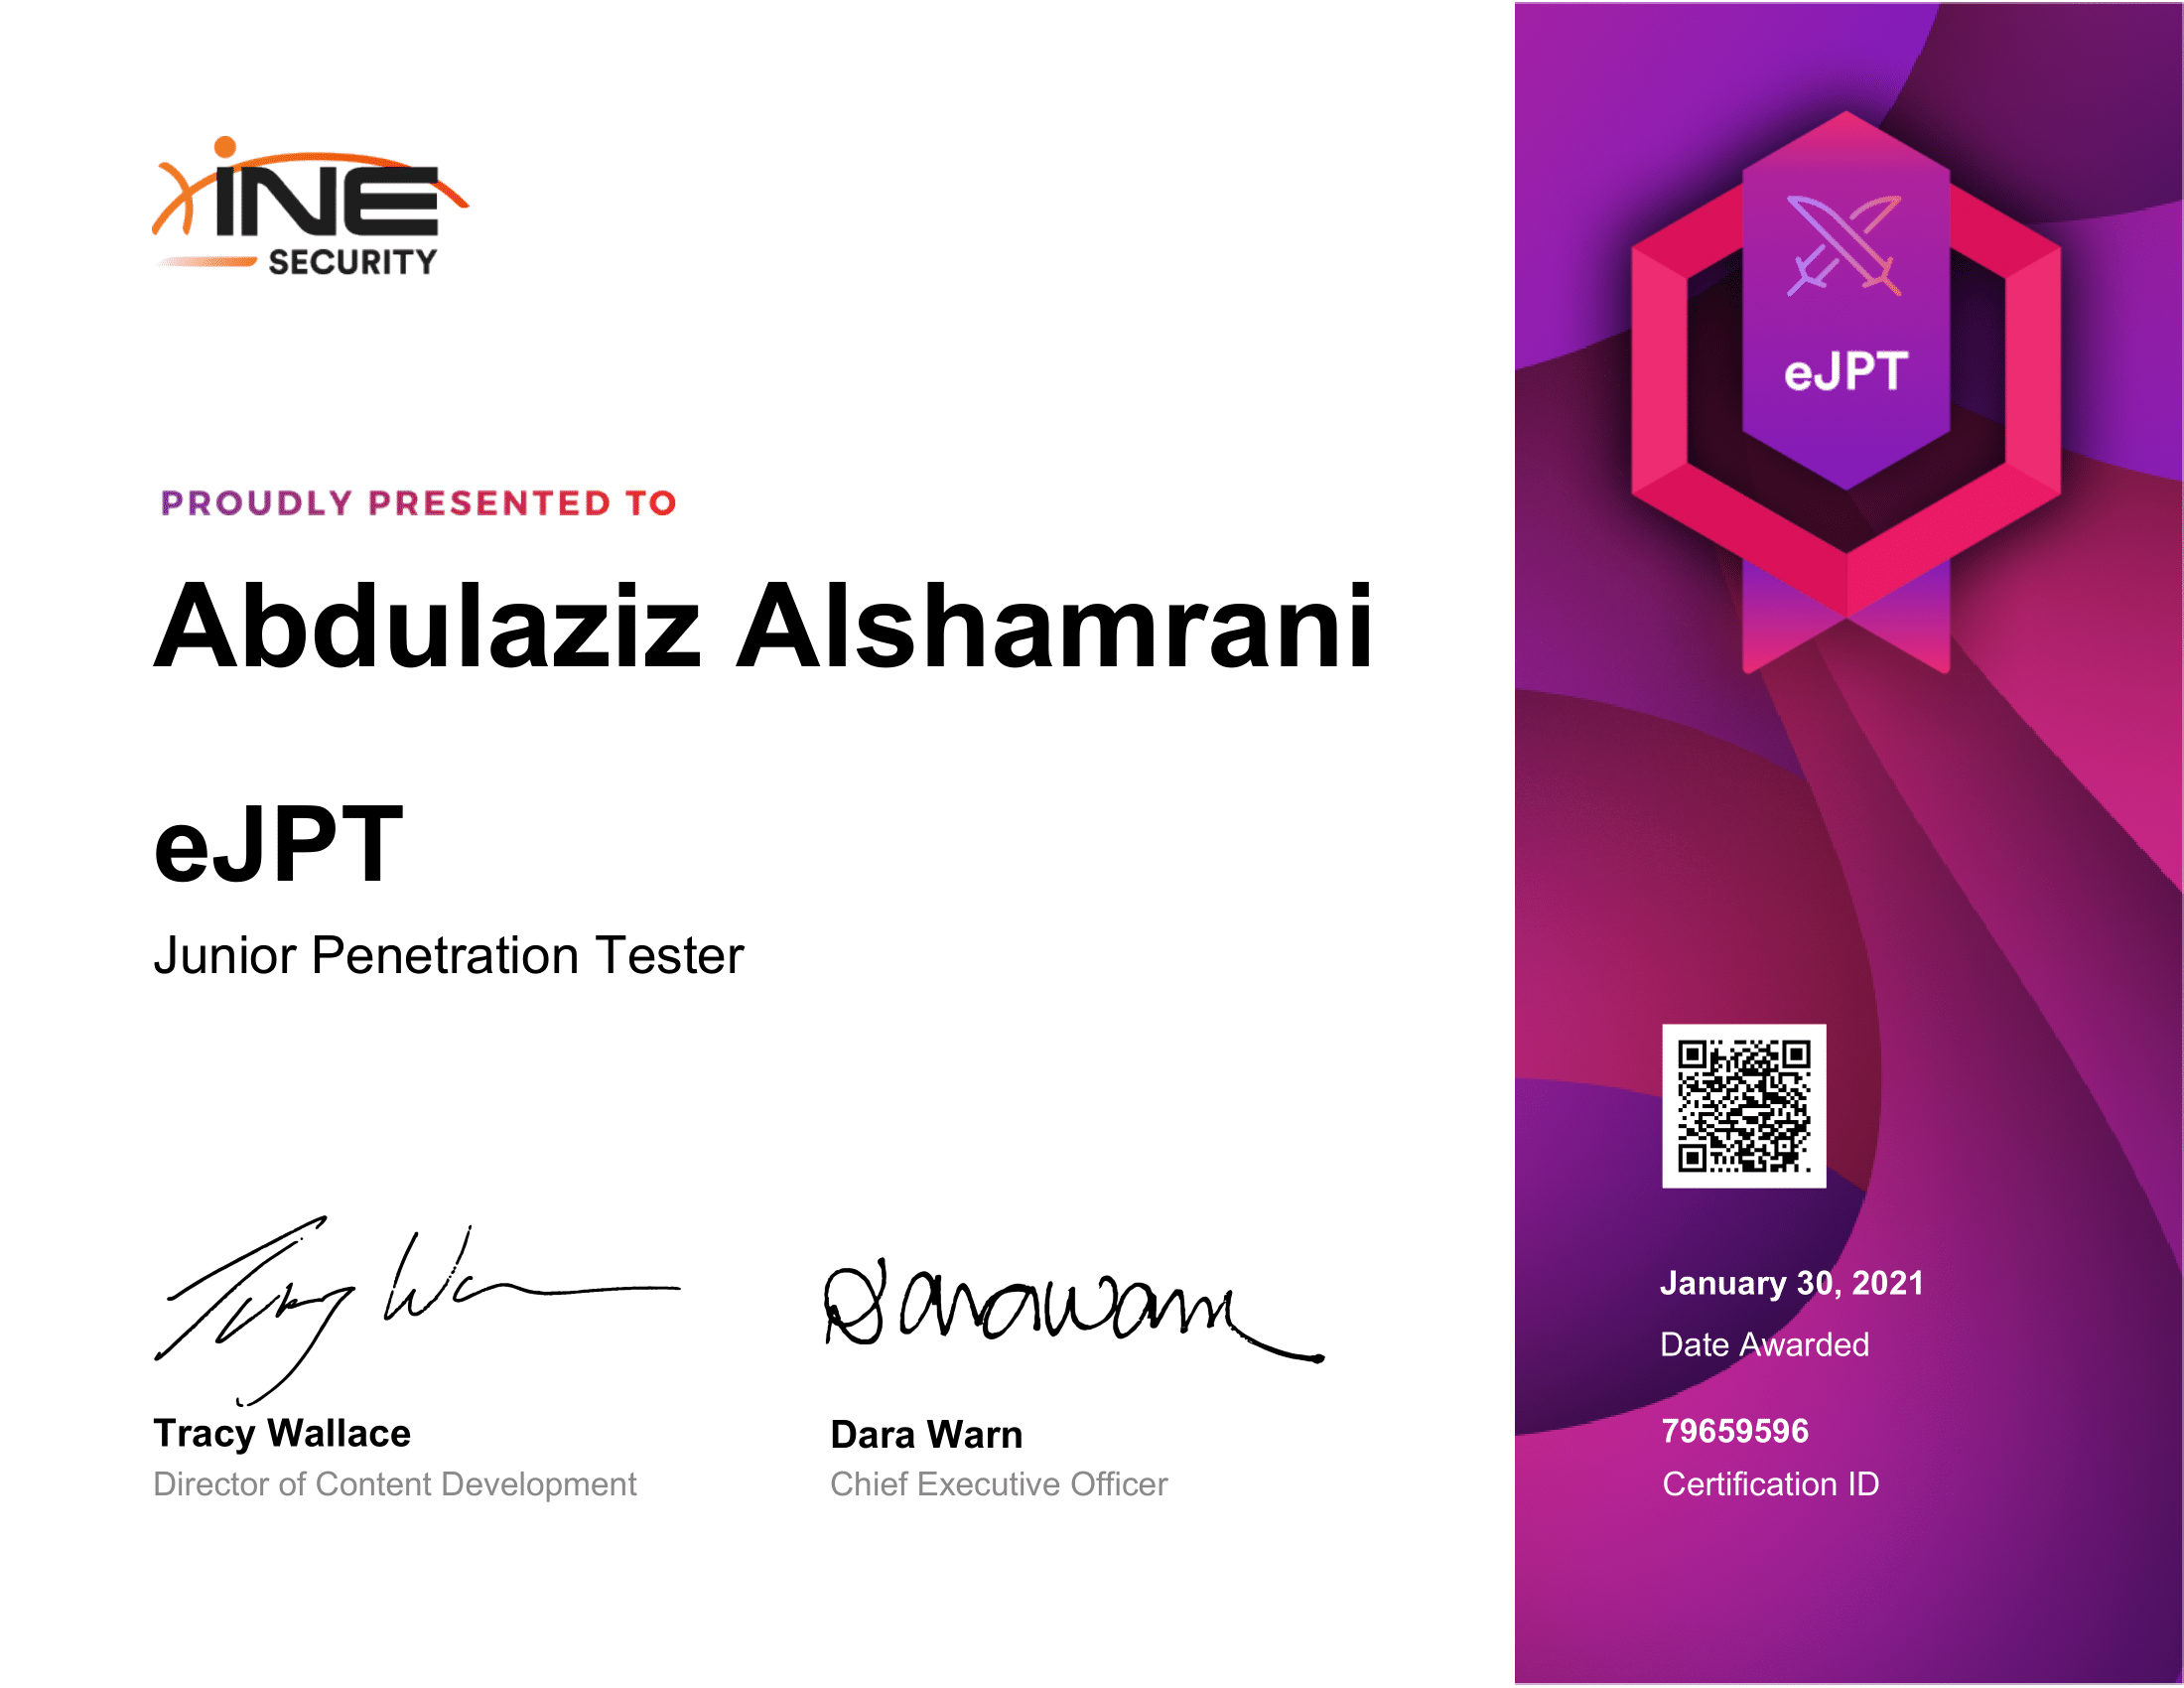 INE
SECURITY
PROUDLY PRESENTED TO
Abdulaziz Alshamrani
eJPT
Junior Penetration Tester
Tracy Wallace
Director of Content Development
Dara Warn
Chief Executive Officer
eJPT
January 30, 2021
Date Awarded
79659596
Certification ID